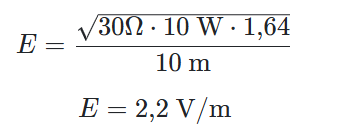 E = √(30Ω · 10 W · 1,64) / 10 m
E = 2,2 V/m